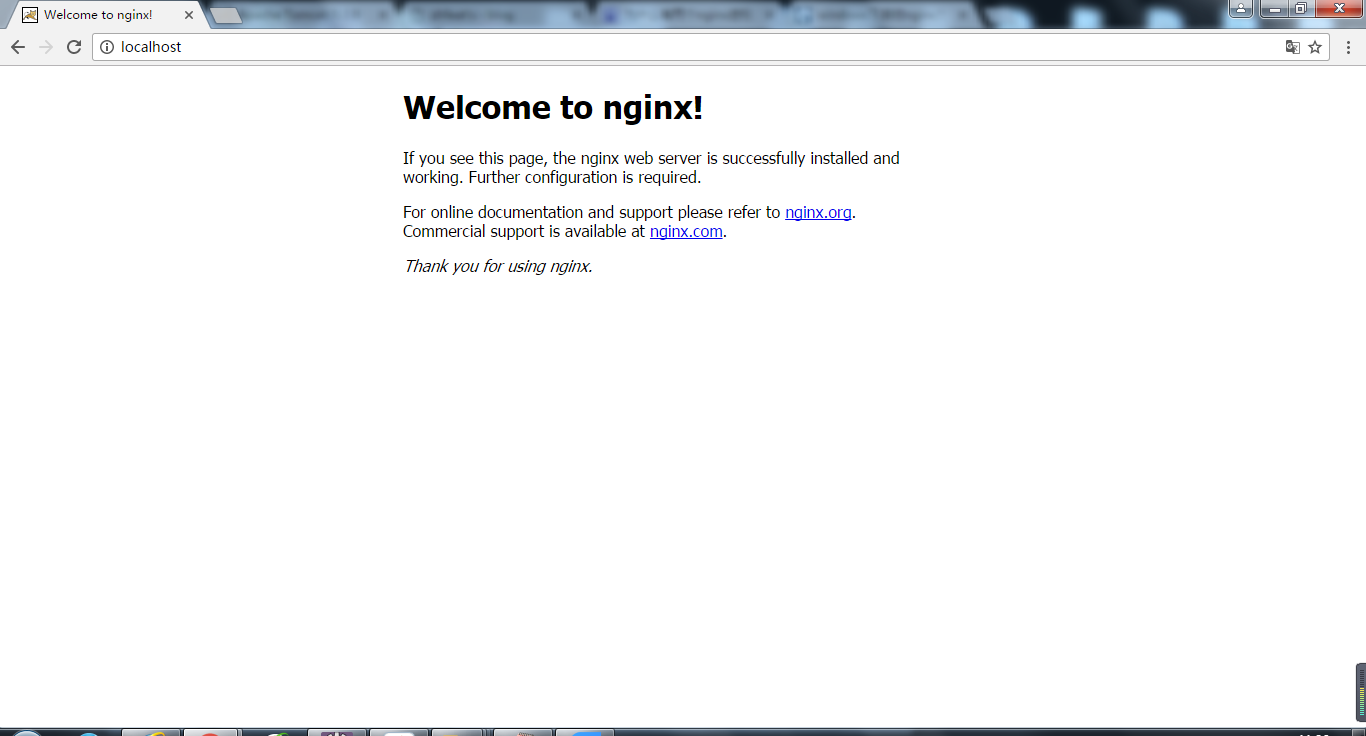 Welcome to nginx!
localhost
Welcome to nginx!
If you see this page, the nginx web server is successfully installed and
working. Further configuration is required.
For online documentation and support please refer to nginx.org.
Commercial support is available at nginx.com.
Thank you for using nginx.